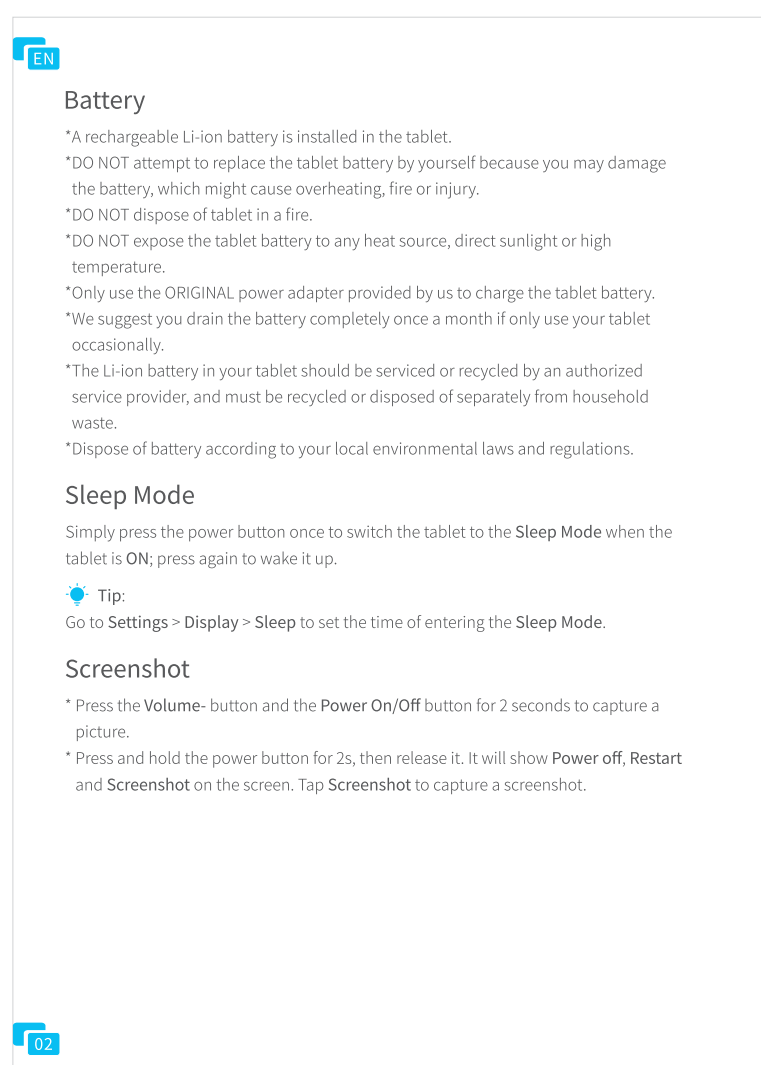 EN
Battery
*A rechargeable Li-ion battery is installed in the tablet.
*DO NOT attempt to replace the tablet battery by yourself because you may damage
the battery, which might cause overheating, fire or injury.
*DO NOT dispose of tablet in a fire.
*DO NOT expose the tablet battery to any heat source, direct sunlight or high
temperature.
*Only use the ORIGINAL power adapter provided by us to charge the tablet battery.
*We suggest you drain the battery completely once a month if only use your tablet
occasionally.
*The Li-ion battery in your tablet should be serviced or recycled by an authorized
service provider, and must be recycled or disposed of separately from household
waste.
*Dispose of battery according to your local environmental laws and regulations.
Sleep Mode
Simply press the power button once to switch the tablet to the Sleep Mode when the
tablet is ON; press again to wake it up.
Tip:
Go to Settings > Display > Sleep to set the time of entering the Sleep Mode.
Screenshot
* Press the Volume- button and the Power On/Off button for 2 seconds to capture a
picture.
* Press and hold the power button for 2s, then release it. It will show Power off, Restart
and Screenshot on the screen. Tap Screenshot to capture a screenshot.
02